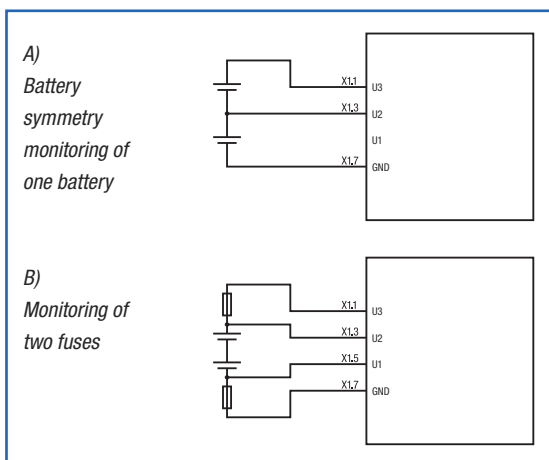 A)
Battery
symmetry
monitoring of
one battery
X1.1 U3
X1.3 U2
U1
X1.7 GND
B)
Monitoring of
two fuses
X1.1 U3
X1.3 U2
X1.5 U1
X1.7 GND